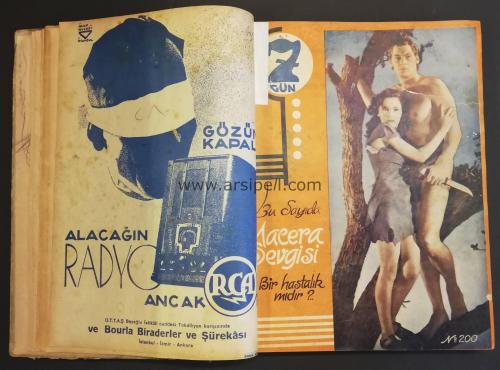 GÖZÜN
KAPAL
ALACAĞIN
RADYO
ANCAK
RCA
ve Bourla Biraderler ve Şürekâsı
İstanbul - İzmir - Ankara
7
GÜN
Bu Sayıda
Macera
Sevgisi
Bir hastalık
mıdır?
No 200
www.arsipell.com